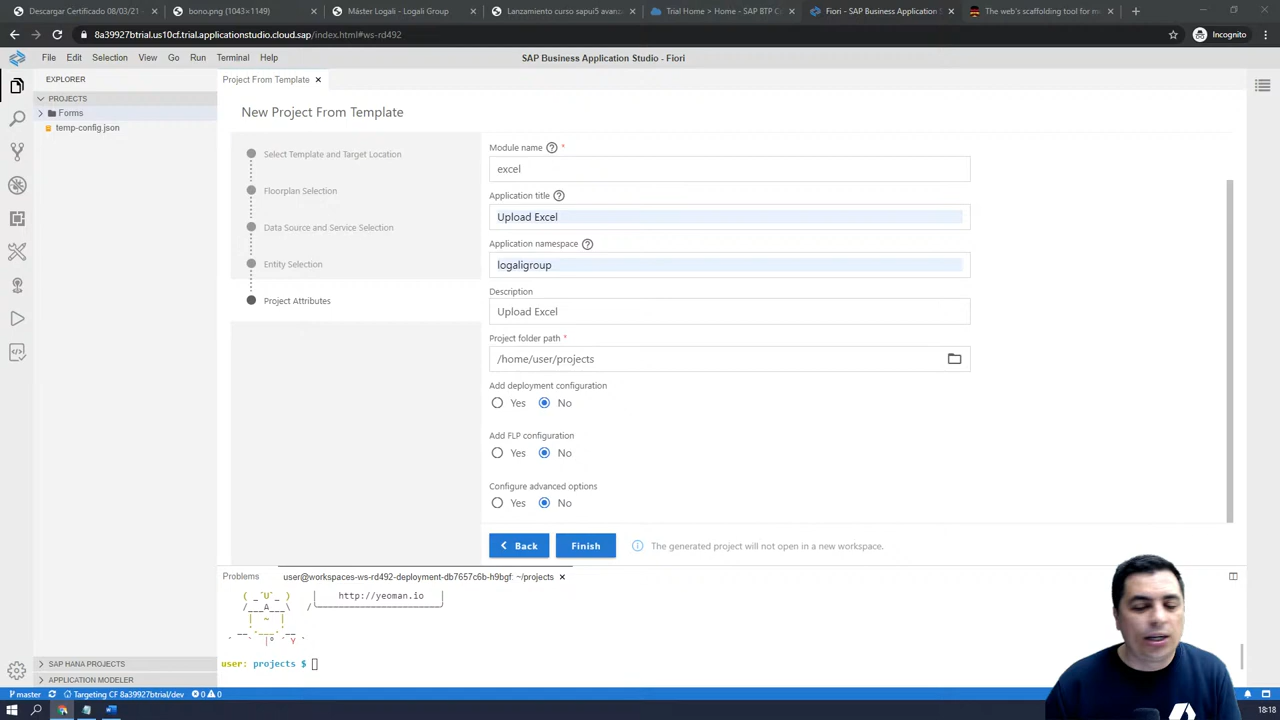 Descargar Certificado 08/03/21
bono.png (1043×1149)
Máster Logali - Logali Group
Lanzamiento curso sapui5 avanz
Trial Home > Home - SAP BTP C
Fiori - SAP Business Application S
The web's scaffolding tool for m
8a39927btrial.us10cf.trial.applicationstudio.cloud.sap/index.html#ws-rd492
Incognito
File Edit Selection View Go Run Terminal Help
SAP Business Application Studio - Fiori
EXPLORER
PROJECTS
Forms
temp-config.json
Project From Template
New Project From Template
Select Template and Target Location
Floorplan Selection
Data Source and Service Selection
Entity Selection
Project Attributes
Module name *
excel
Application title
Upload Excel
Application namespace
logaligroup
Description
Upload Excel
Project folder path *
/home/user/projects
Add deployment configuration
Yes No
Add FLP configuration
Yes No
Configure advanced options
Yes No
Back
Finish
The generated project will not open in a new workspace.
Problems
user@workspaces-ws-rd492-deployment-db7657c6b-h9bgf: ~/projects
http://yeoman.io
user: projects $
SAP HANA PROJECTS
APPLICATION MODELER
master
Targeting CF 8a39927btrial/dev
0 0
18:18